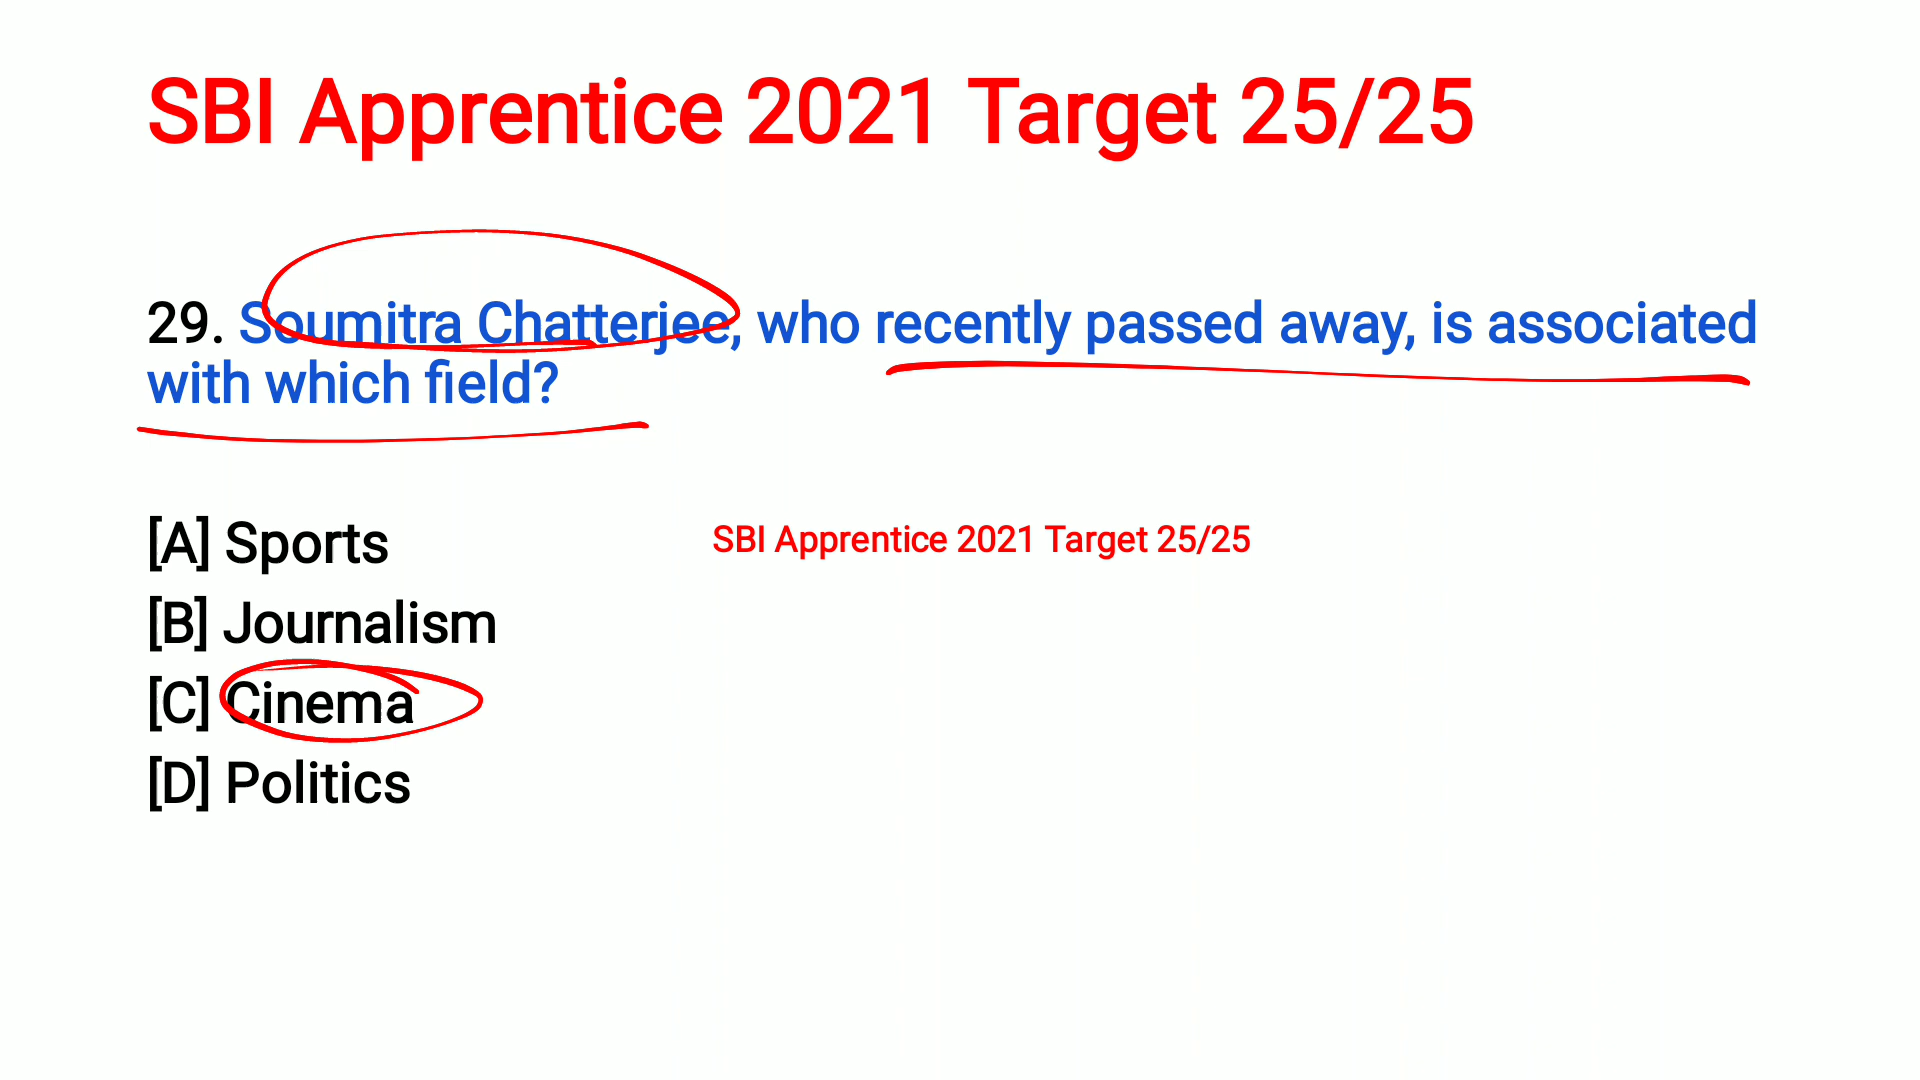 SBI Apprentice 2021 Target 25/25
29. Soumitra Chatterjee, who recently passed away, is associated
with which field?
[A] Sports
SBI Apprentice 2021 Target 25/25
[B] Journalism
[C] Cinema
[D] Politics